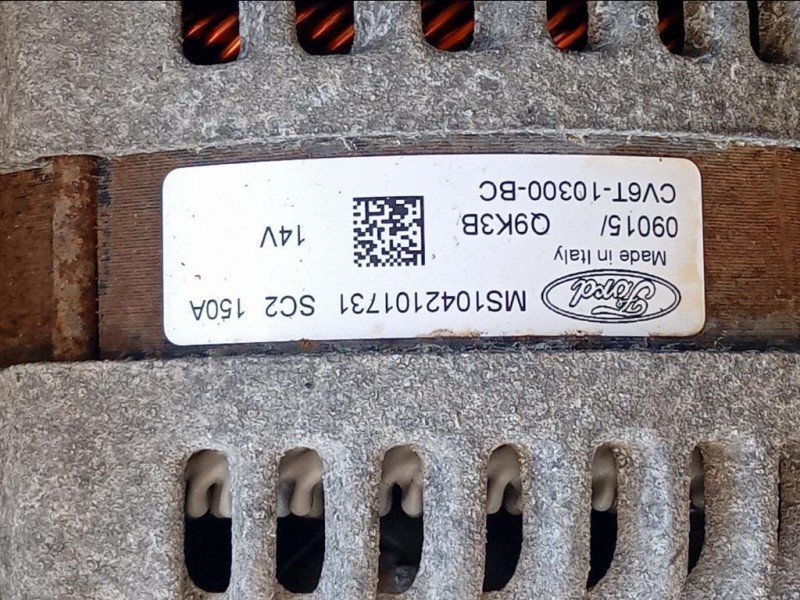 Ford MS1042101731 SC2 150A
Made in Italy
09015/ Q9K3B 14V
CV6T-10300-BC